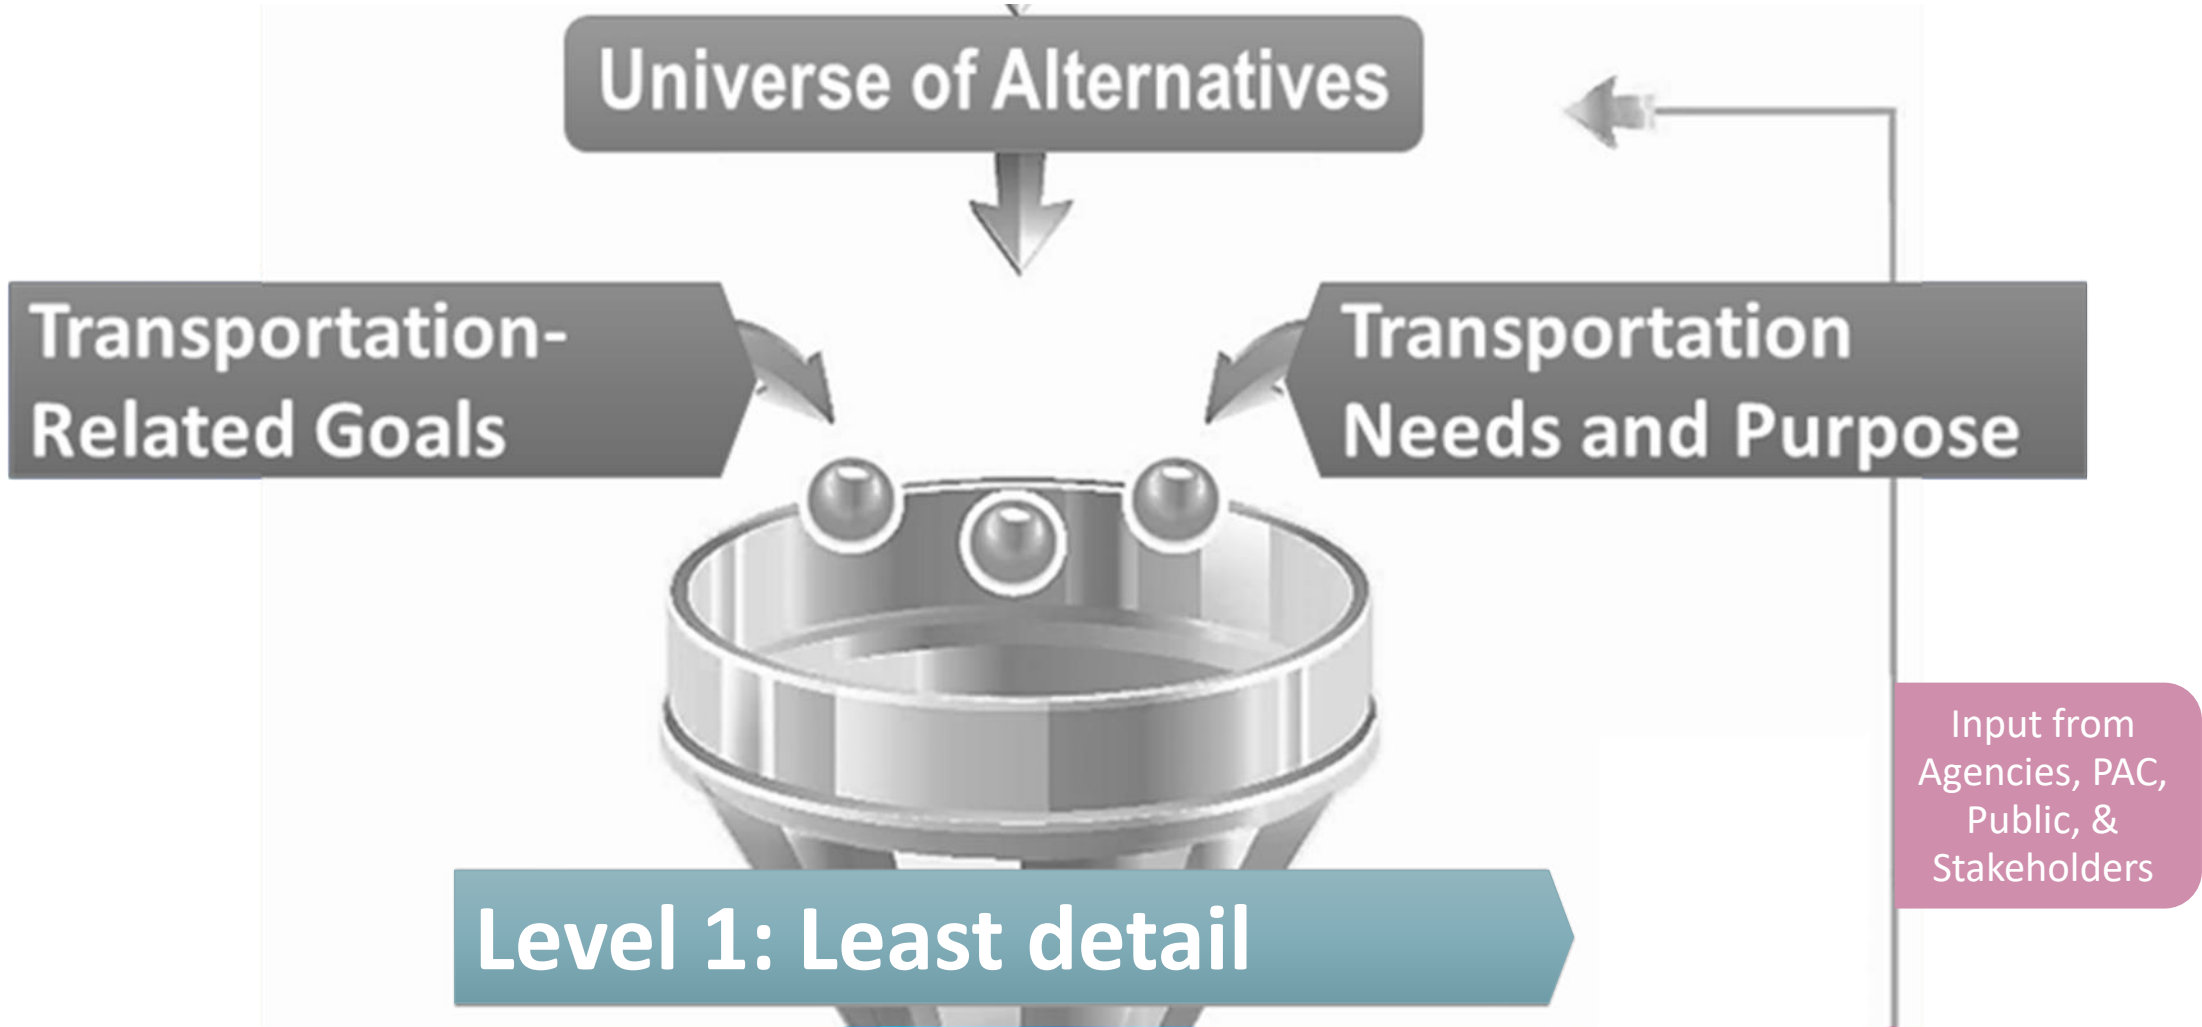 Universe of Alternatives
Transportation-
Related Goals
Transportation
Needs and Purpose
Input from
Agencies, PAC,
Public, &
Stakeholders
Level 1: Least detail